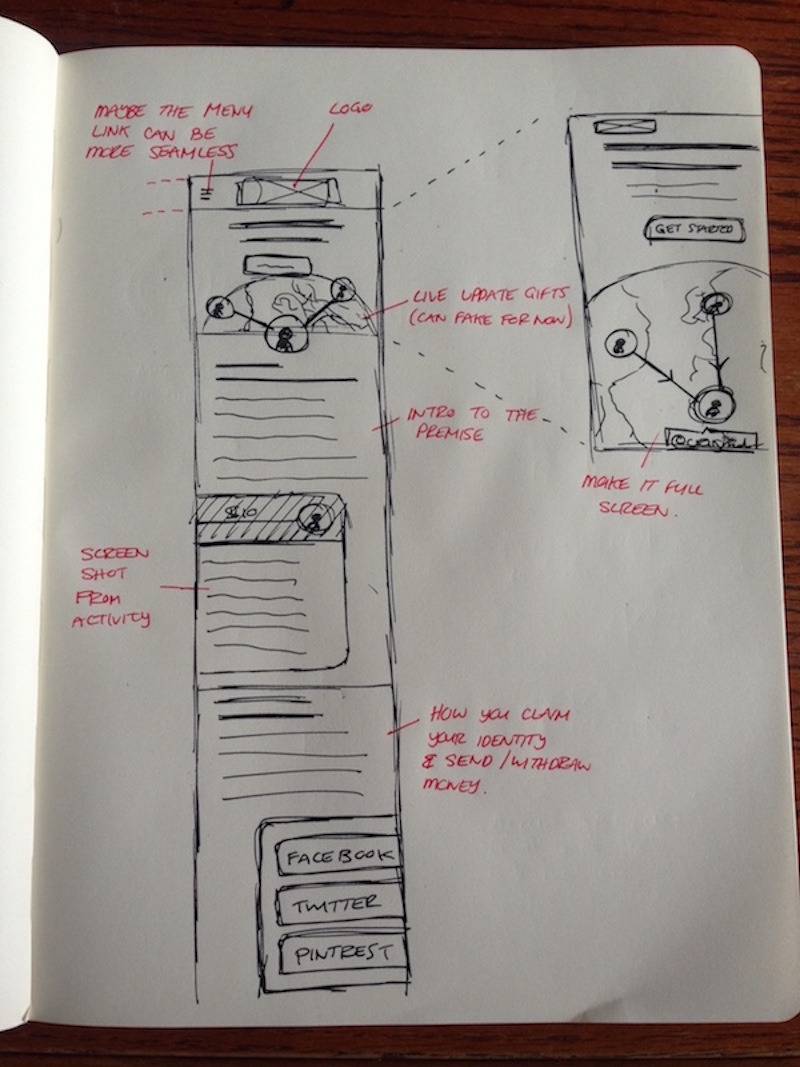 MAYBE THE MENU
LINK CAN BE
MORE SEAMLESS
LOGO
GET STARTED
LIVE UPDATE GIFTS
(CAN FAKE FOR NOW)
INTRO TO THE
PREMISE
MAKE IT FULL
SCREEN.
$10
SCREEN
SHOT
FROM
ACTIVITY
HOW YOU CLAIM
YOUR IDENTITY
& SEND / WITHDRAW
MONEY.
FACEBOOK
TWITTER
PINTREST